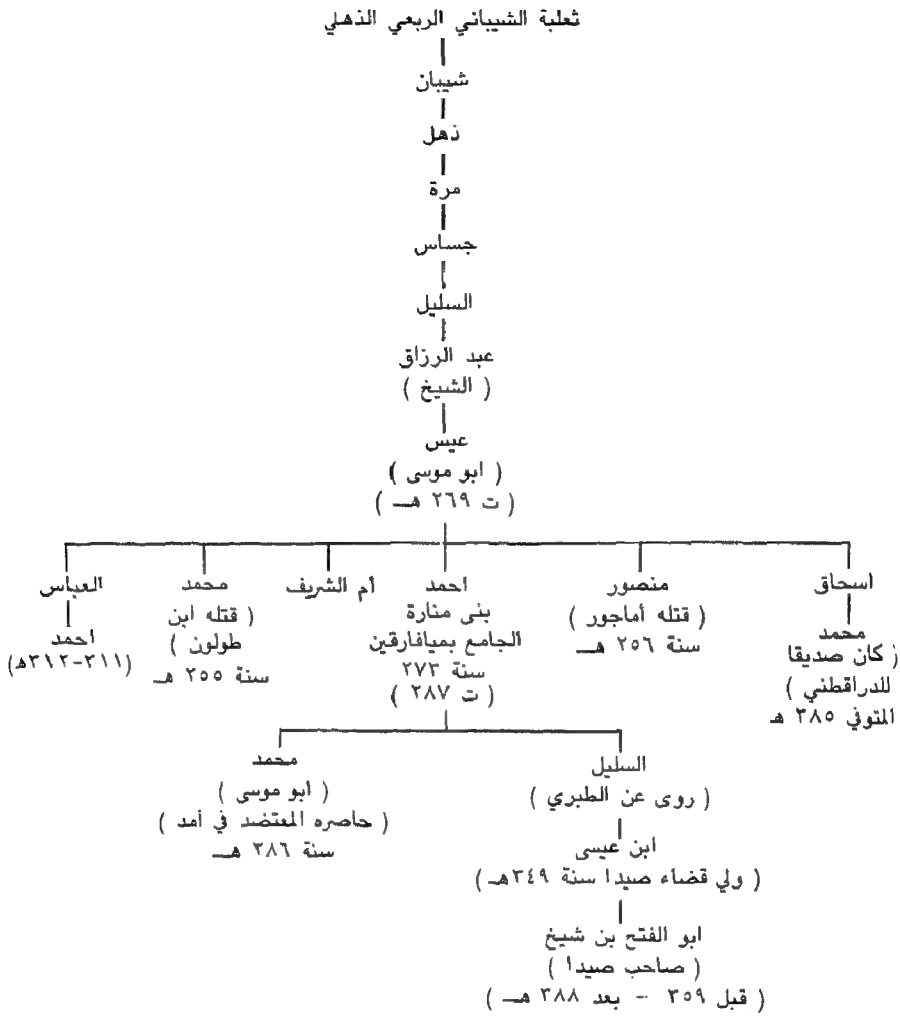 ثعلبة الشيباني الربعي الذهلي
شيبان
ذهل
مرة
جساس
السليل
عبد الرزاق
( الشيخ )
عيس
( ابو موسى )
( ت ٢٦٩ هـ )
اسحاق
محمد
( كان صديقا
للدراقطني )
المتوفي ٣٨٥ هـ
منصور
( قتله أماجور )
سنة ٢٥٦ هـ
احمد
بنى منارة
الجامع بميافارقين
سنة ٢٧٣
( ت ٢٨٧ )
أم الشريف
محمد
( قتله ابن
طولون )
سنة ٢٥٥ هـ
العباس
احمد
(٣١١-٣١٢هـ)
السليل
( روى عن الطبري )
ابن عيسى
( ولي قضاء صيدا سنة ٣٤٩هـ )
ابو الفتح بن شيخ
( صاحب صيدا )
( قبل ٣٥٩ - بعد ٣٨٨ هـ )
محمد
( ابو موسى )
( حاصره المعتضد في أمد )
سنة ٢٨٦ هـ